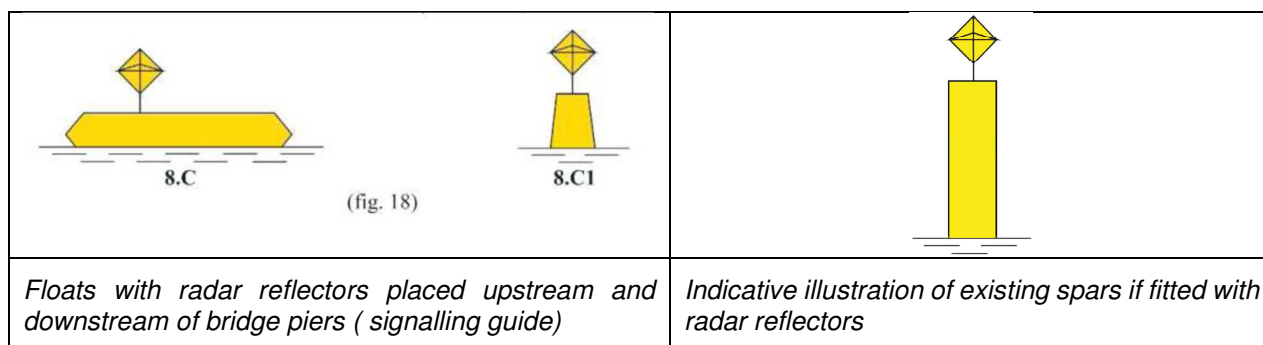 8.C
8.C1
(fig. 18)
Floats with radar reflectors placed upstream and
downstream of bridge piers ( signalling guide)
Indicative illustration of existing spars if fitted with
radar reflectors